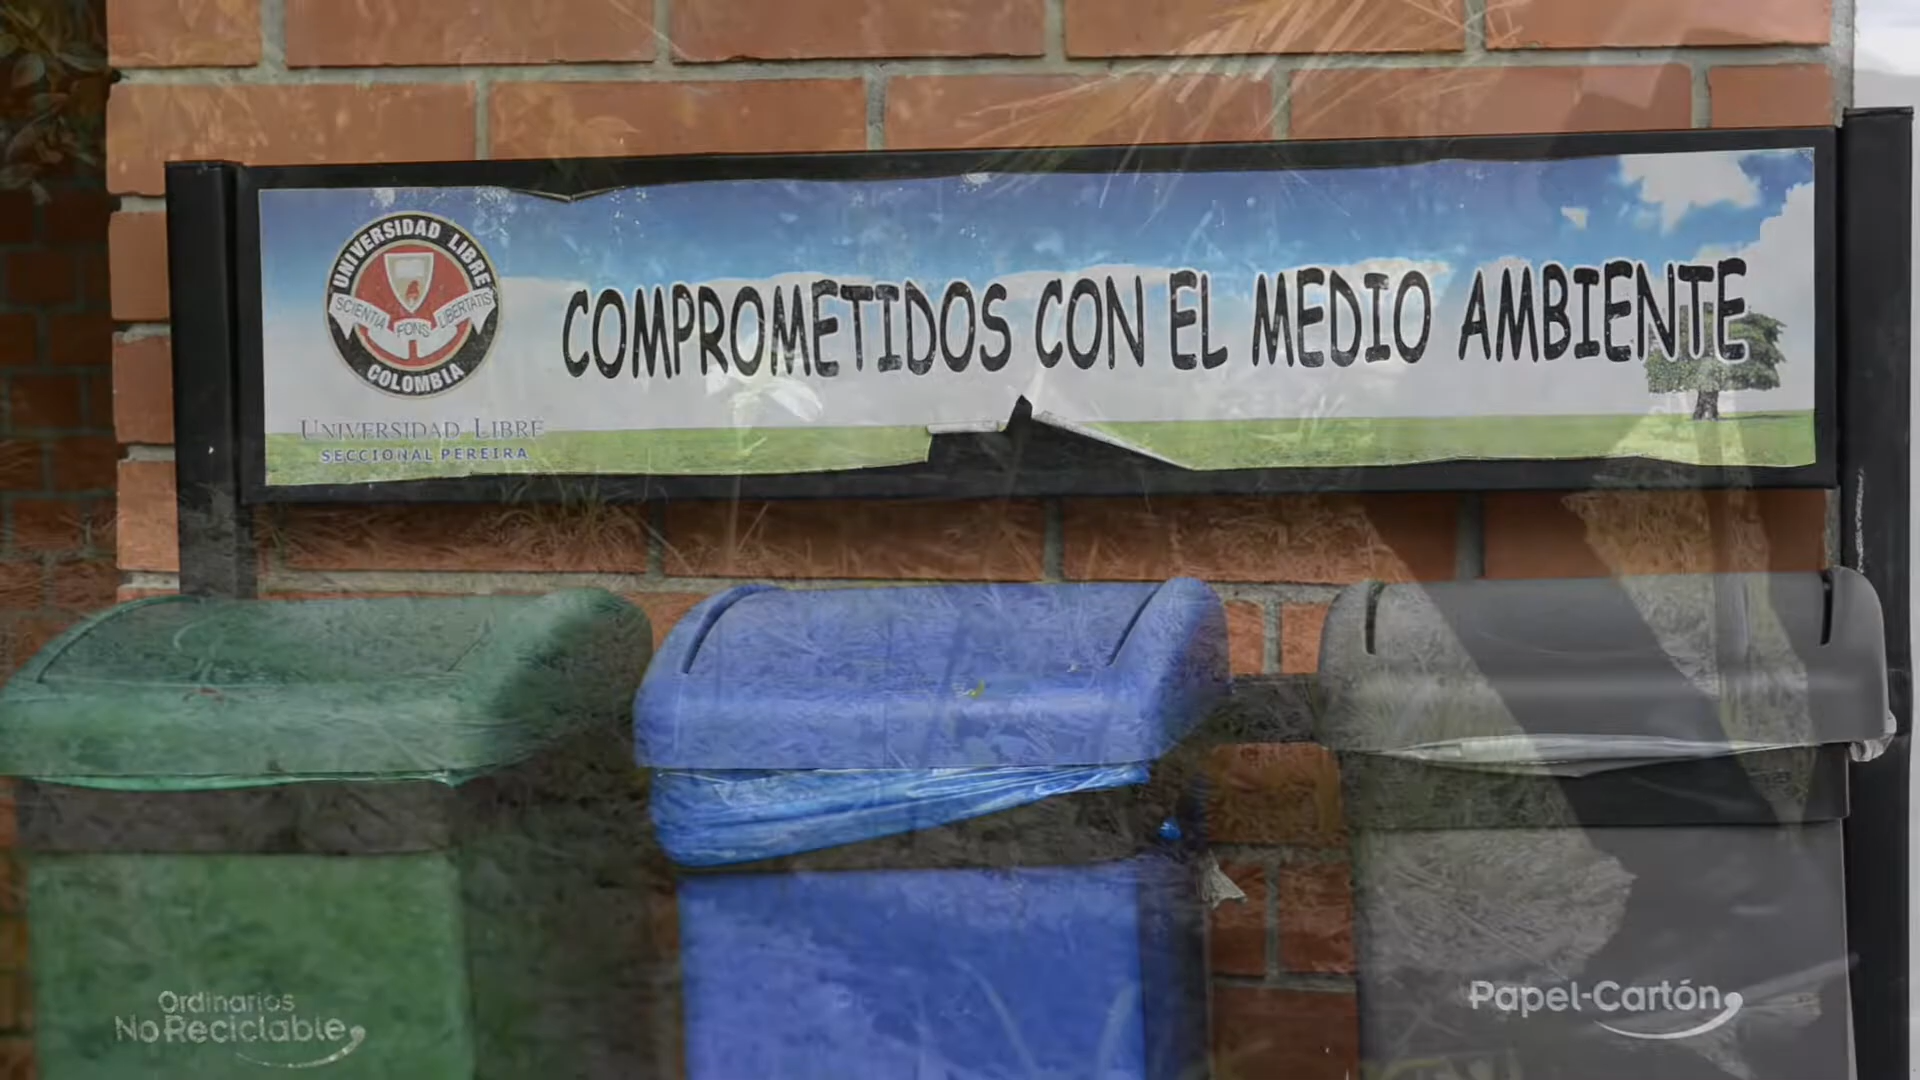 UNIVERSIDAD LIBRE
SCIENTIA FONS LIBERTATIS
COLOMBIA
UNIVERSIDAD LIBRE
SECCIONAL PEREIRA
COMPROMETIDOS CON EL MEDIO AMBIENTE
Ordinarios
No Reciclable
Papel-Cartón